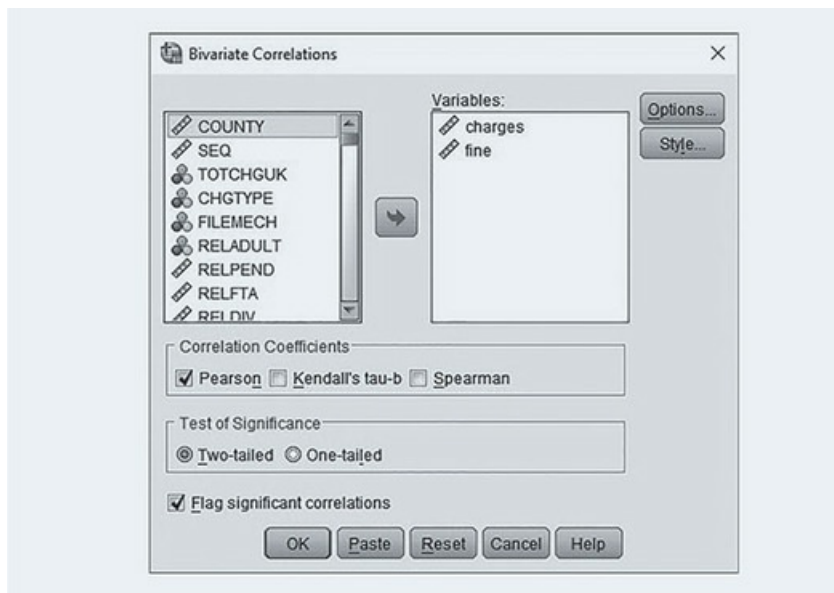 Bivariate Correlations
Variables:
COUNTY
SEQ
TOTCHGUK
CHGTYPE
FILEMECH
RELADULT
RELPEND
RELFTA
RELDIV
charges
fine
Options...
Style...
Correlation Coefficients
Pearson Kendall's tau-b Spearman
Test of Significance
Two-tailed One-tailed
Flag significant correlations
OK Paste Reset Cancel Help